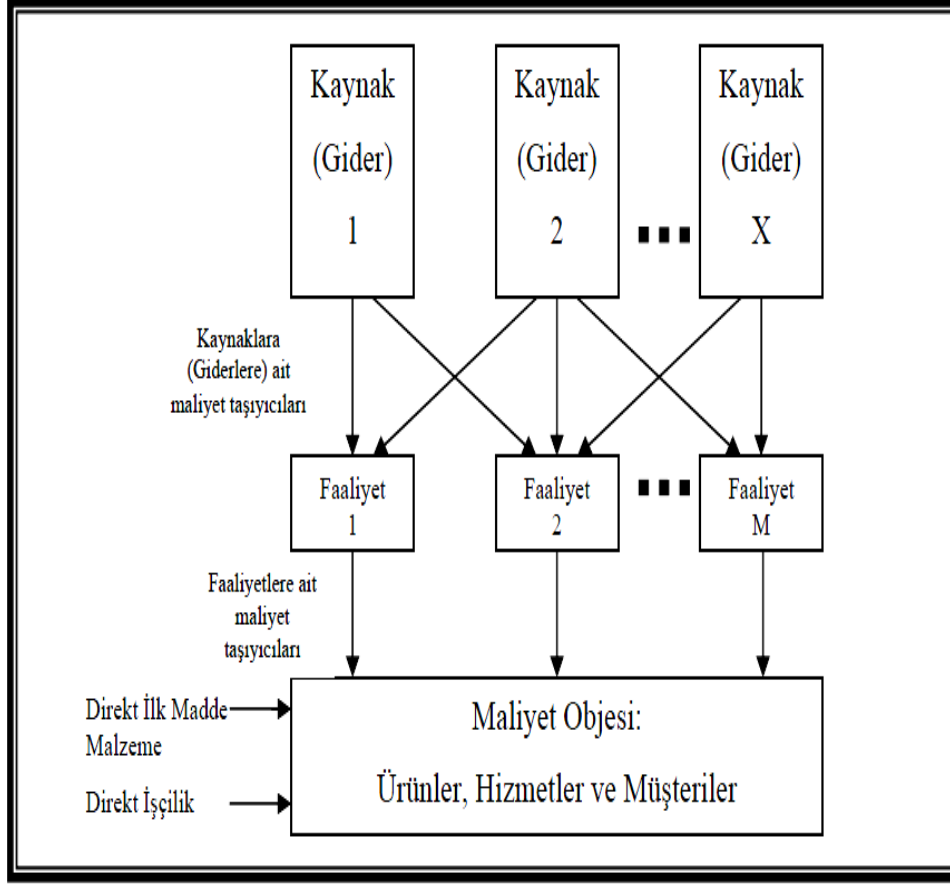 Kaynak
(Gider)
1
Kaynak
(Gider)
2
Kaynak
(Gider)
X
Kaynaklara
(Giderlere) ait
maliyet taşıyıcıları
Faaliyet
1
Faaliyet
2
Faaliyet
M
Faaliyetlere ait
maliyet
taşıyıcıları
Direkt İlk Madde
Malzeme
Direkt İşçilik
Maliyet Objesi:
Ürünler, Hizmetler ve Müşteriler